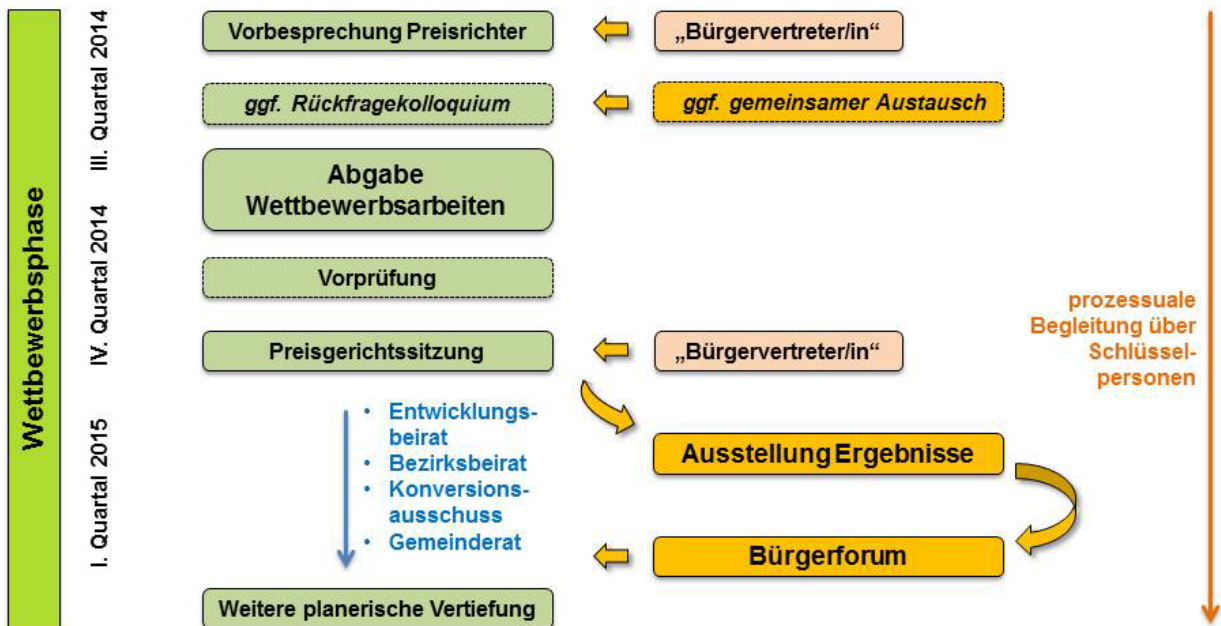 Wettbewerbsphase
III. Quartal 2014
IV. Quartal 2014
I. Quartal 2015
Vorbesprechung Preisrichter
„Bürgervertreter/in“
ggf. Rückfragekolloquium
ggf. gemeinsamer Austausch
Abgabe
Wettbewerbsarbeiten
Vorprüfung
Preisgerichtssitzung
„Bürgervertreter/in“
• Entwicklungs-
beirat
• Bezirksbeirat
• Konversions-
ausschuss
• Gemeinderat
Ausstellung Ergebnisse
Bürgerforum
Weitere planerische Vertiefung
prozessuale
Begleitung über
Schlüssel-
personen